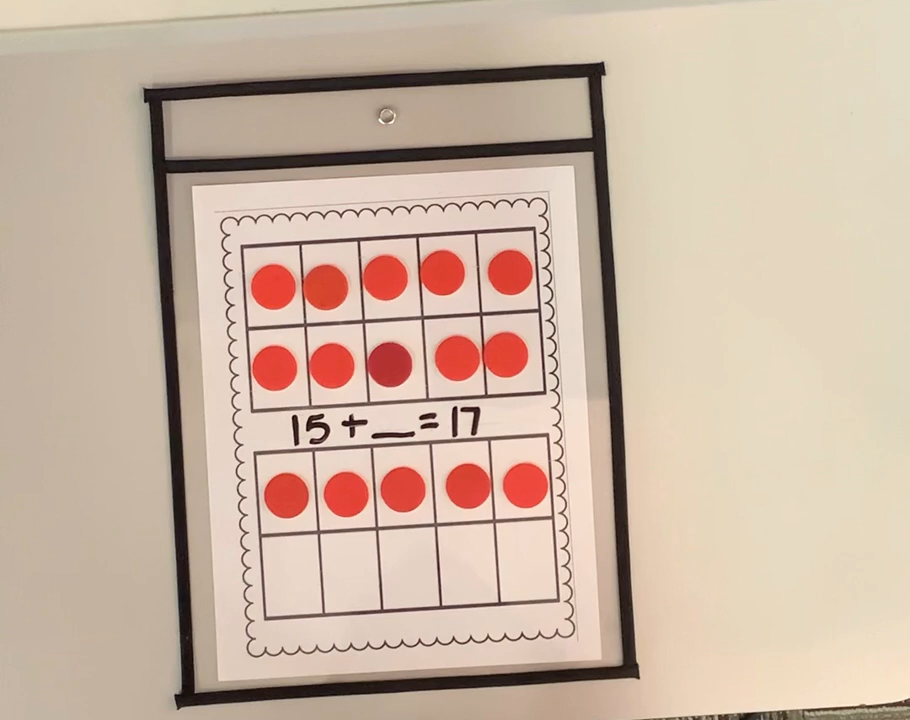 15 + __ = 17